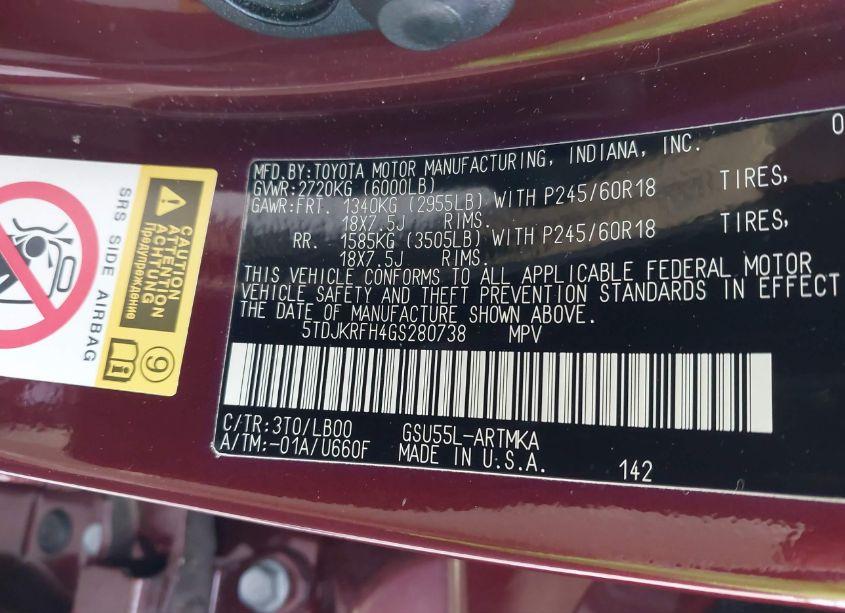 SRS SIDE AIRBAG
CAUTION
ATTENTION
ACHTUNG
Предупреждение
9
0
MFD.BY:TOYOTA MOTOR MANUFACTURING, INDIANA, INC.
GVWR:2720KG (6000LB)
GAWR:FRT. 1340KG (2955LB) WITH P245/60R18 TIRES,
18X7.5J RIMS.
RR. 1585KG (3505LB) WITH P245/60R18 TIRES,
18X7.5J RIMS.
THIS VEHICLE CONFORMS TO ALL APPLICABLE FEDERAL MOTOR
VEHICLE SAFETY AND THEFT PREVENTION STANDARDS IN EFFECT
THE DATE OF MANUFACTURE SHOWN ABOVE.
5TDJKRFH4GS280738 MPV
C/TR:3T0/LB00 GSU55L-ARTMKA
A/TM:-01A/U660F MADE IN U.S.A. 142